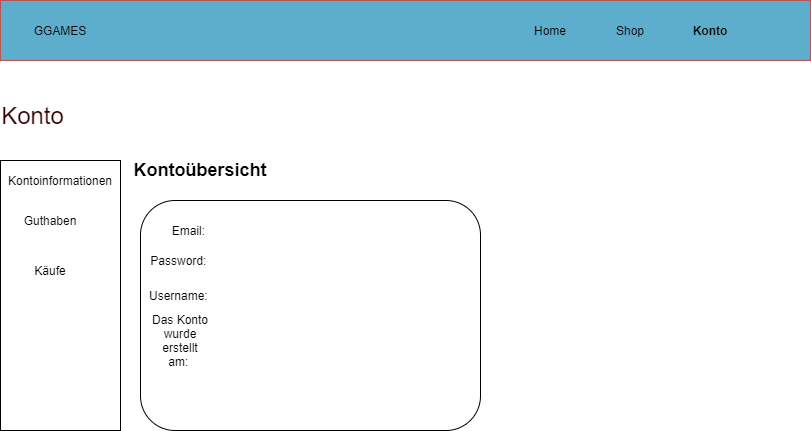 GGAMES
Home
Shop
Konto
Konto
Kontoinformationen
Guthaben
Käufe
Kontoübersicht
Email:
Password:
Username:
Das Konto
wurde
erstellt
am: